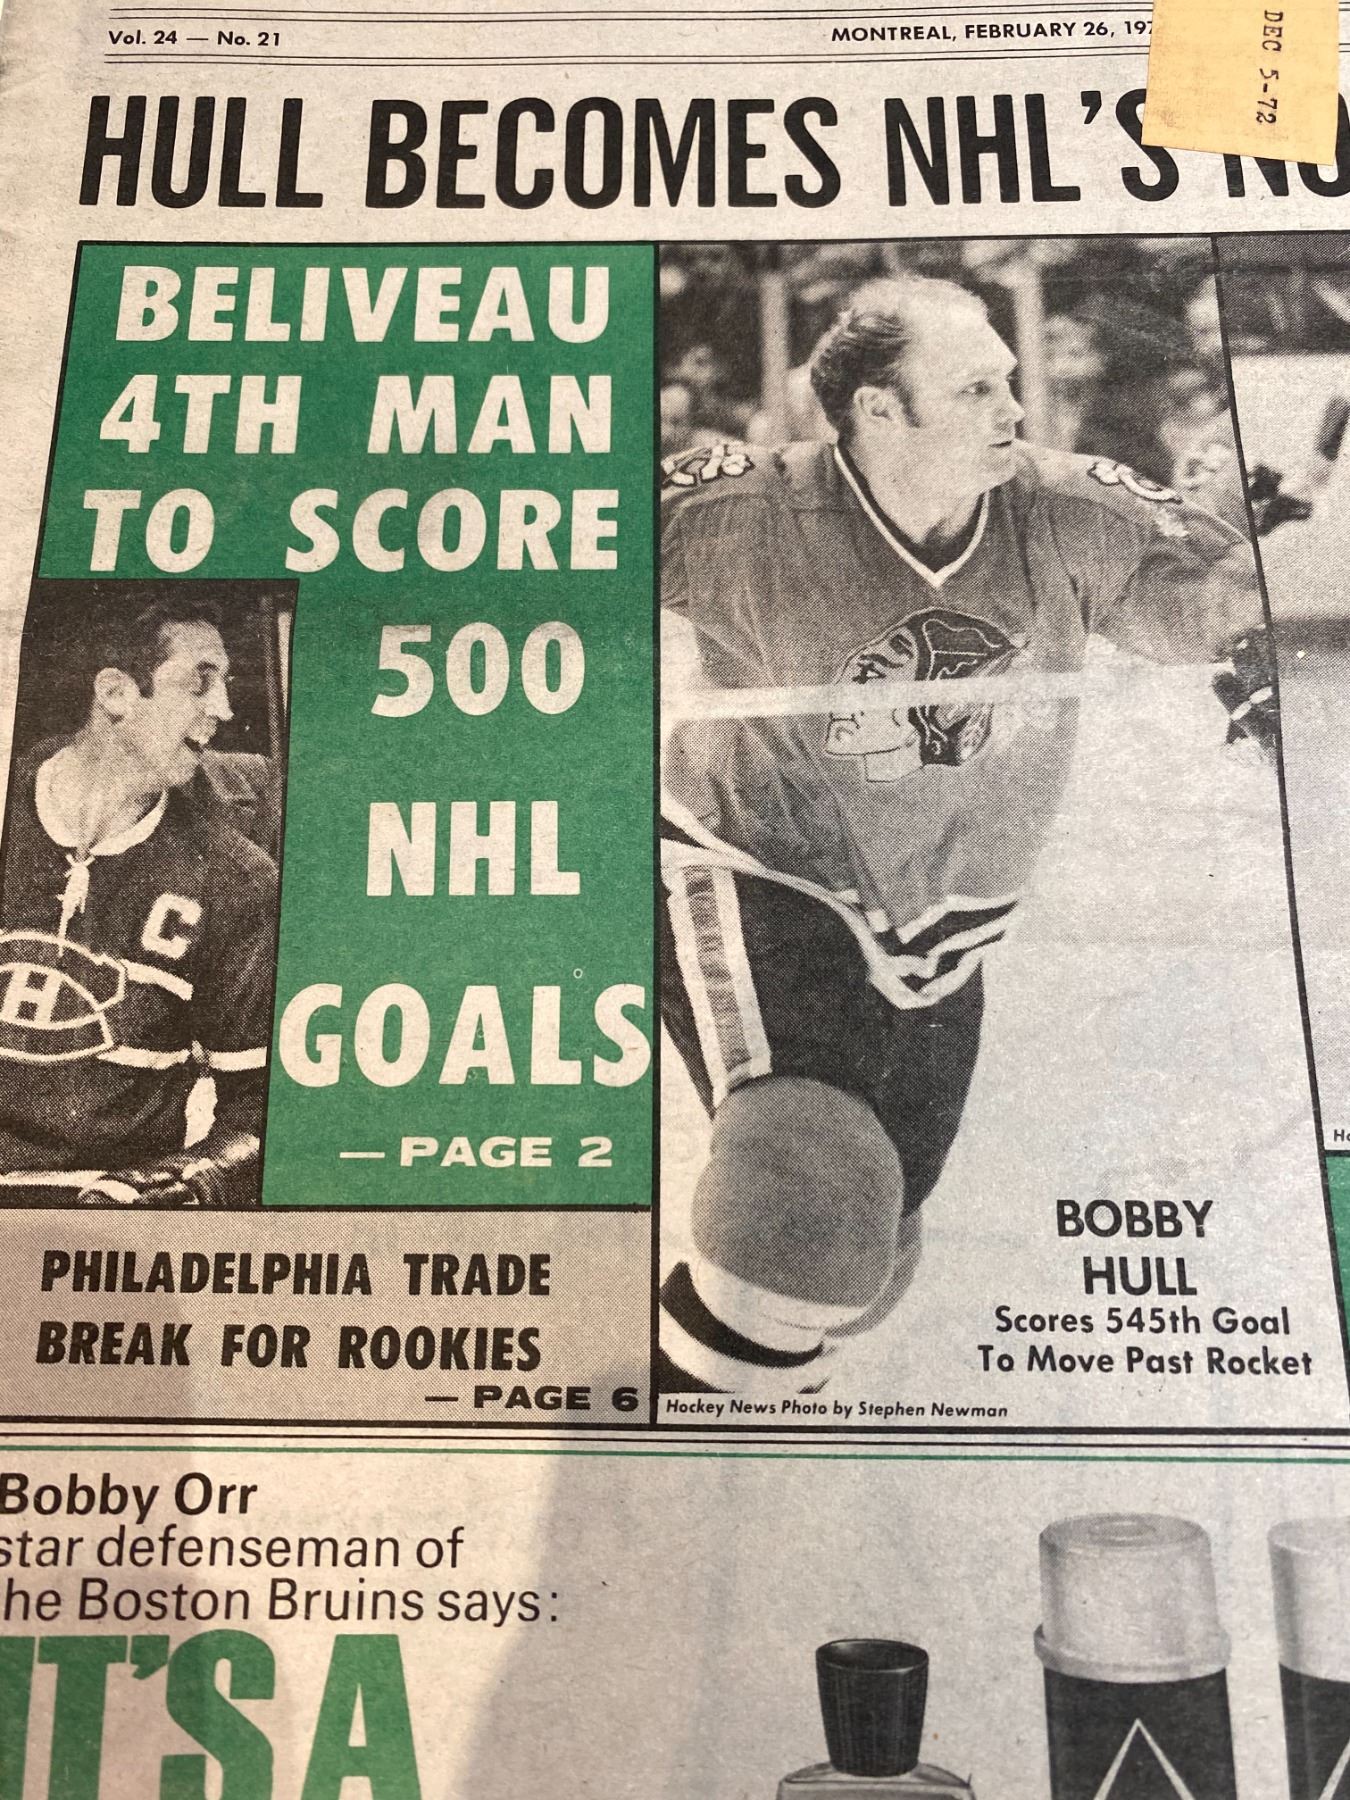 Vol. 24 — No. 21
MONTREAL, FEBRUARY 26, 197
DEC 5-72
HULL BECOMES NHL'S NO
BELIVEAU
4TH MAN
TO SCORE
500
NHL
GOALS
— PAGE 2
C
H
PHILADELPHIA TRADE
BREAK FOR ROOKIES
— PAGE 6
BOBBY
HULL
Scores 545th Goal
To Move Past Rocket
Hockey News Photo by Stephen Newman
Bobby Orr
star defenseman of
he Boston Bruins says:
IT'S A